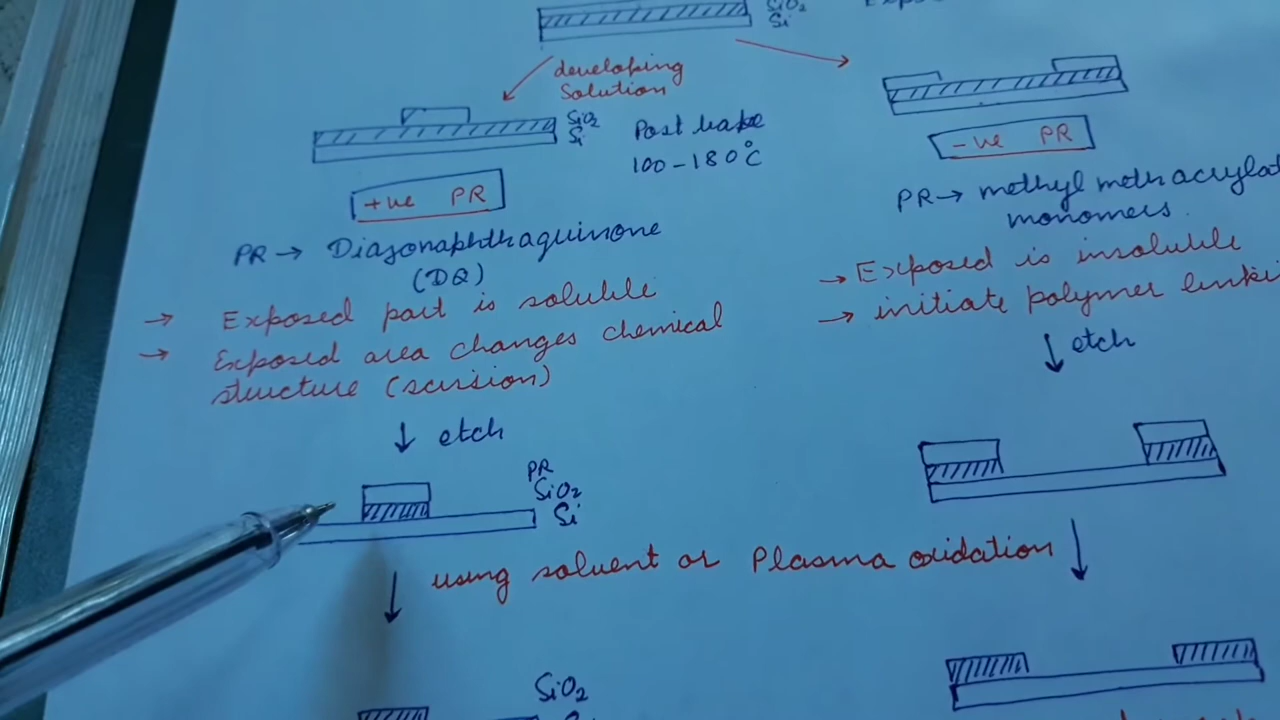 SiO2
Si
developing
Solution
SiO2
Si
Post bake
100-180°C
+ve PR
-ve PR
PR → Diazonaphthaquinone
(DQ)
→ Exposed part is soluble
→ Exposed area changes chemical
structure (scission)
PR → methyl methacrylat
monomers.
→ Exposed is insoluble
→ initiate polymer linki
↓ etch
↓ etch
PR
SiO2
Si
using solvent or Plasma oxidation
SiO2